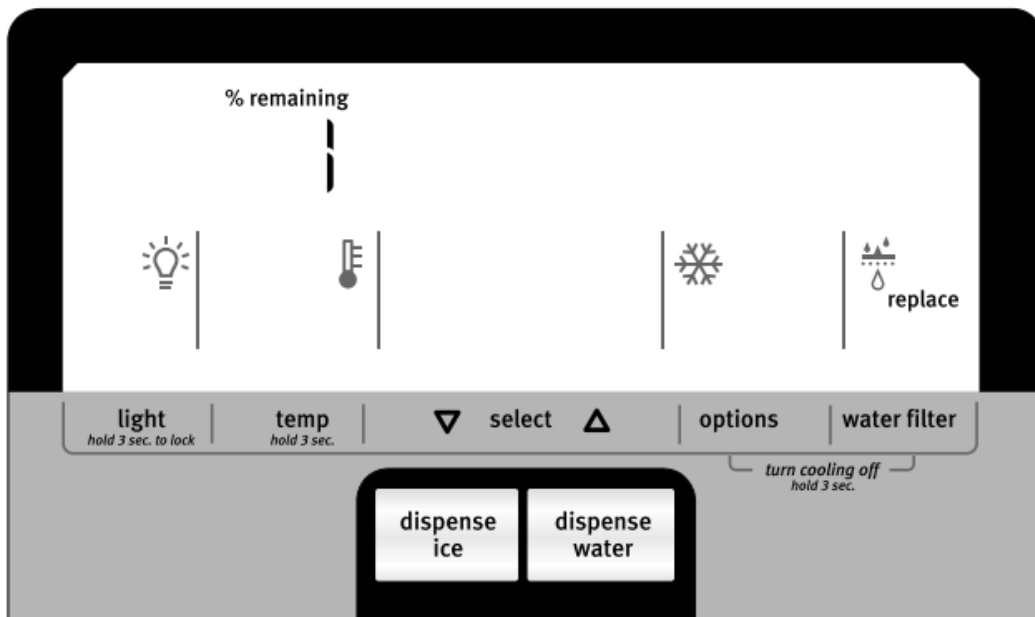 % remaining
1
replace
light
hold 3 sec. to lock
temp
hold 3 sec.
select
options
water filter
turn cooling off
hold 3 sec.
dispense
ice
dispense
water